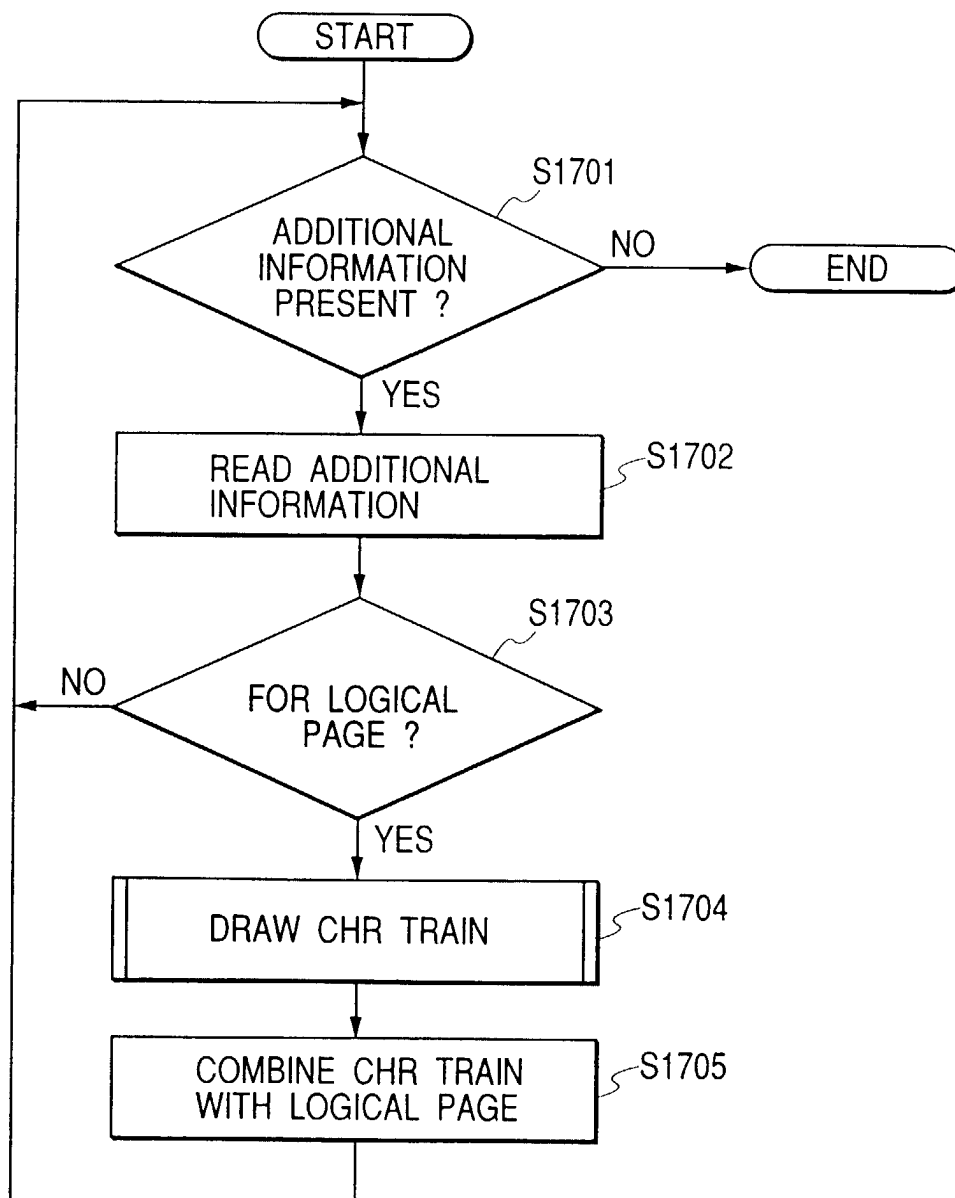 START
S1701
ADDITIONAL
INFORMATION
PRESENT ?
NO
END
YES
READ ADDITIONAL
INFORMATION
S1702
S1703
NO
FOR LOGICAL
PAGE ?
YES
DRAW CHR TRAIN
S1704
COMBINE CHR TRAIN
WITH LOGICAL PAGE
S1705